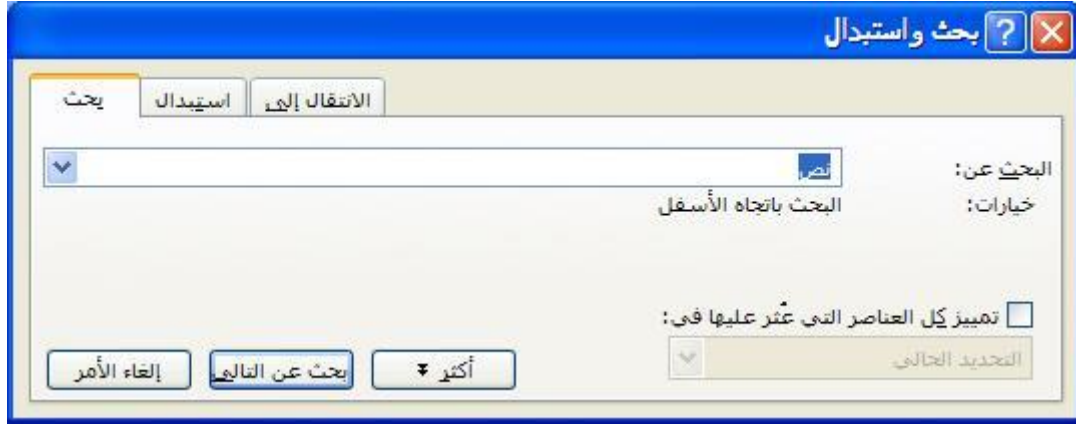 بحث واستبدال
بحث استبدال الانتقال إلى
البحث عن: نص
خيارات: البحث باتجاه الأسفل
تمييز كل العناصر التي عُثر عليها في:
التحديد الحالي
أكثر بحث عن التالي إلغاء الأمر